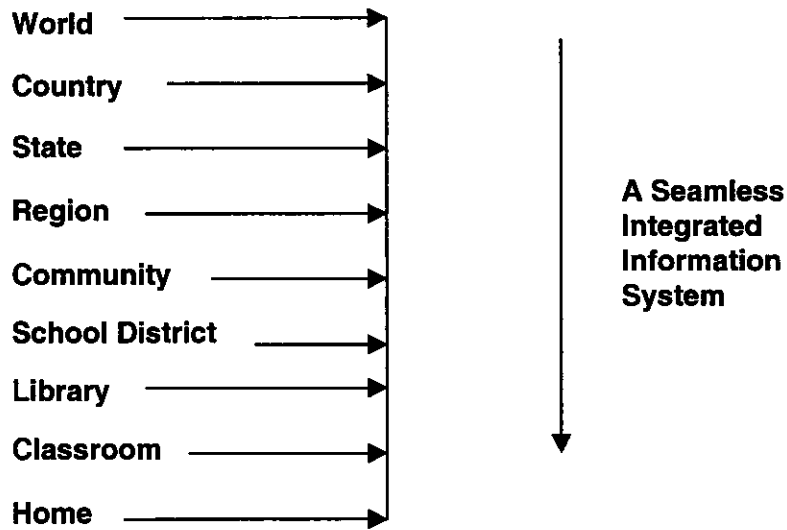 World
Country
State
Region
Community
School District
Library
Classroom
Home
A Seamless
Integrated
Information
System